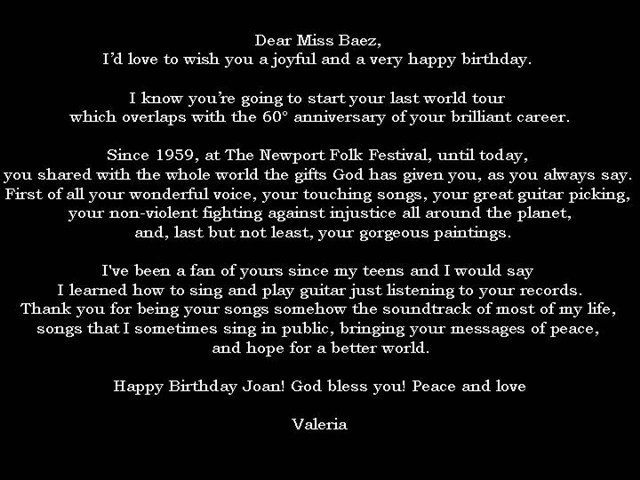 Dear Miss Baez,
I’d love to wish you a joyful and a very happy birthday.
I know you’re going to start your last world tour
which overlaps with the 60° anniversary of your brilliant career.
Since 1959, at The Newport Folk Festival, until today,
you shared with the whole world the gifts God has given you, as you always say.
First of all your wonderful voice, your touching songs, your great guitar picking,
your non-violent fighting against injustice all around the planet,
and, last but not least, your gorgeous paintings.
I've been a fan of yours since my teens and I would say
I learned how to sing and play guitar just listening to your records.
Thank you for being your songs somehow the soundtrack of most of my life,
songs that I sometimes sing in public, bringing your messages of peace,
and hope for a better world.
Happy Birthday Joan! God bless you! Peace and love
Valeria